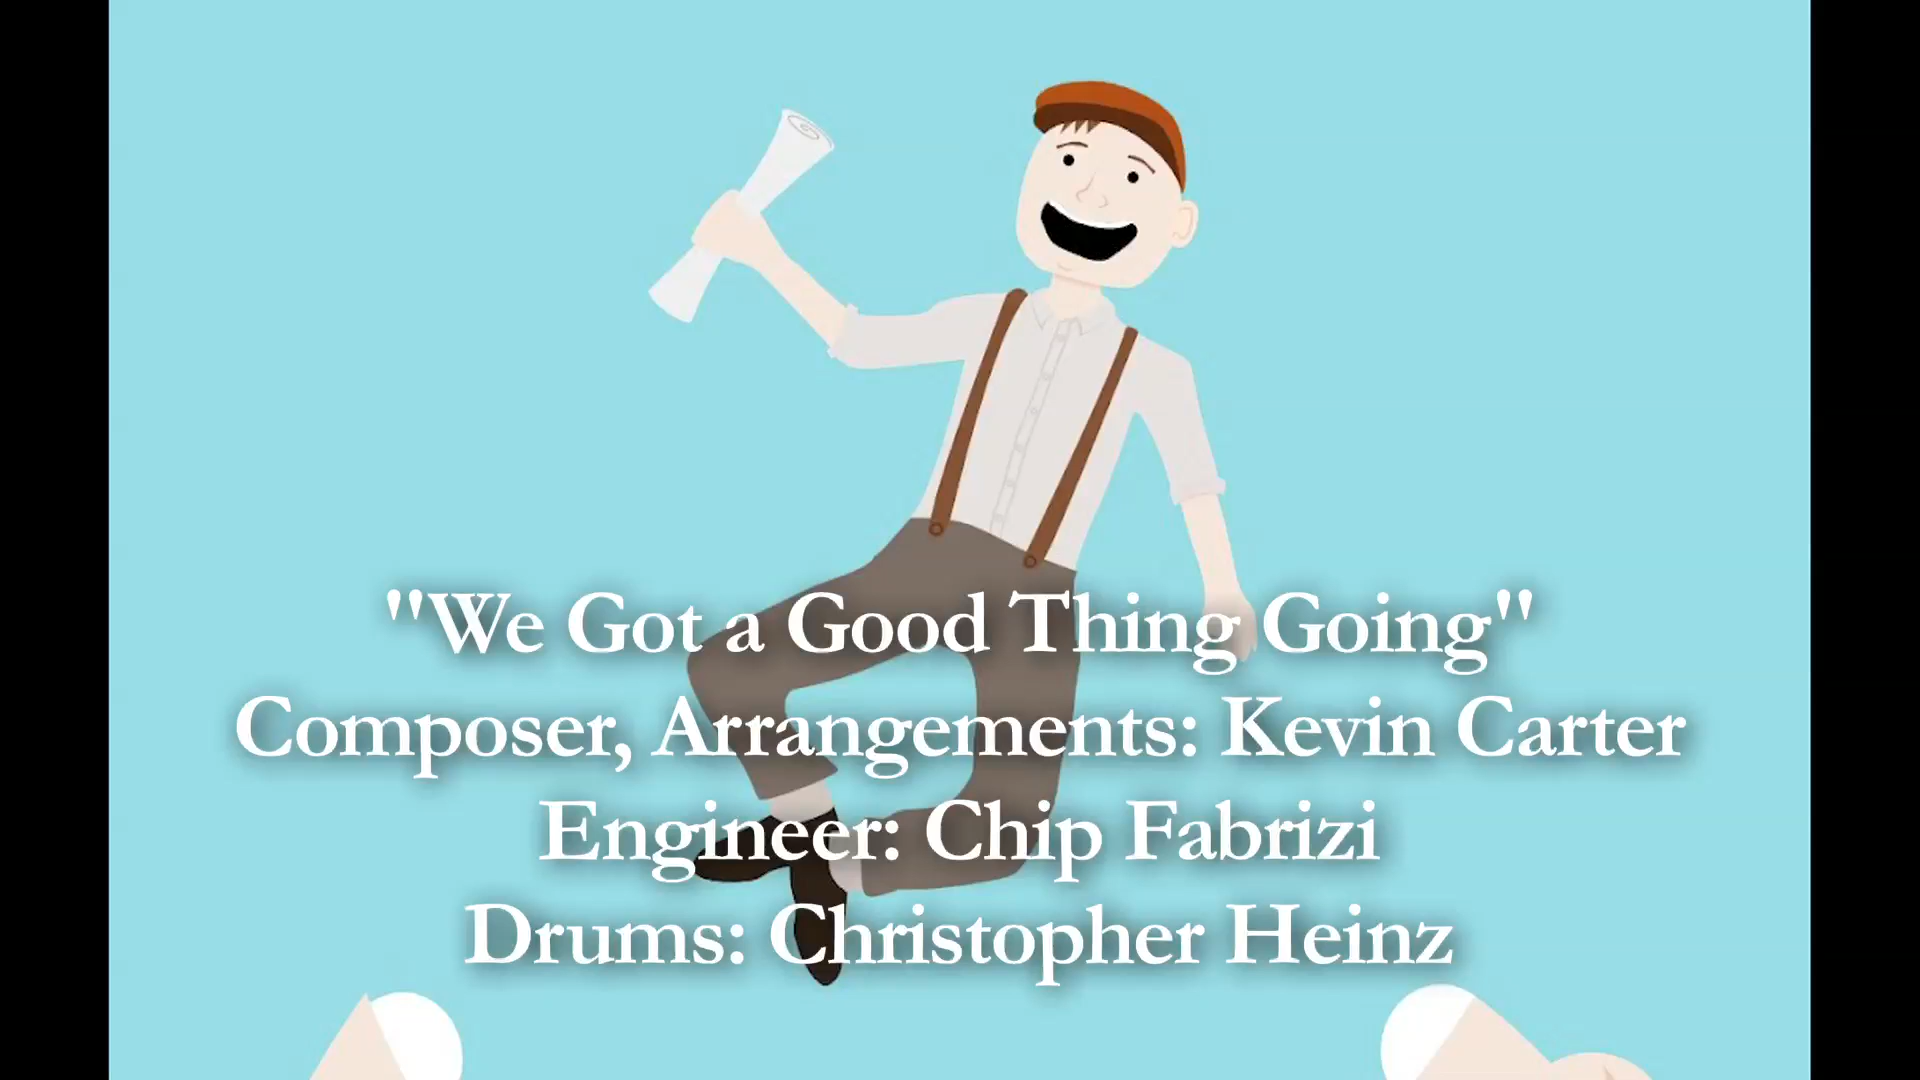 "We Got a Good Thing Going"
Composer, Arrangements: Kevin Carter
Engineer: Chip Fabrizi
Drums: Christopher Heinz